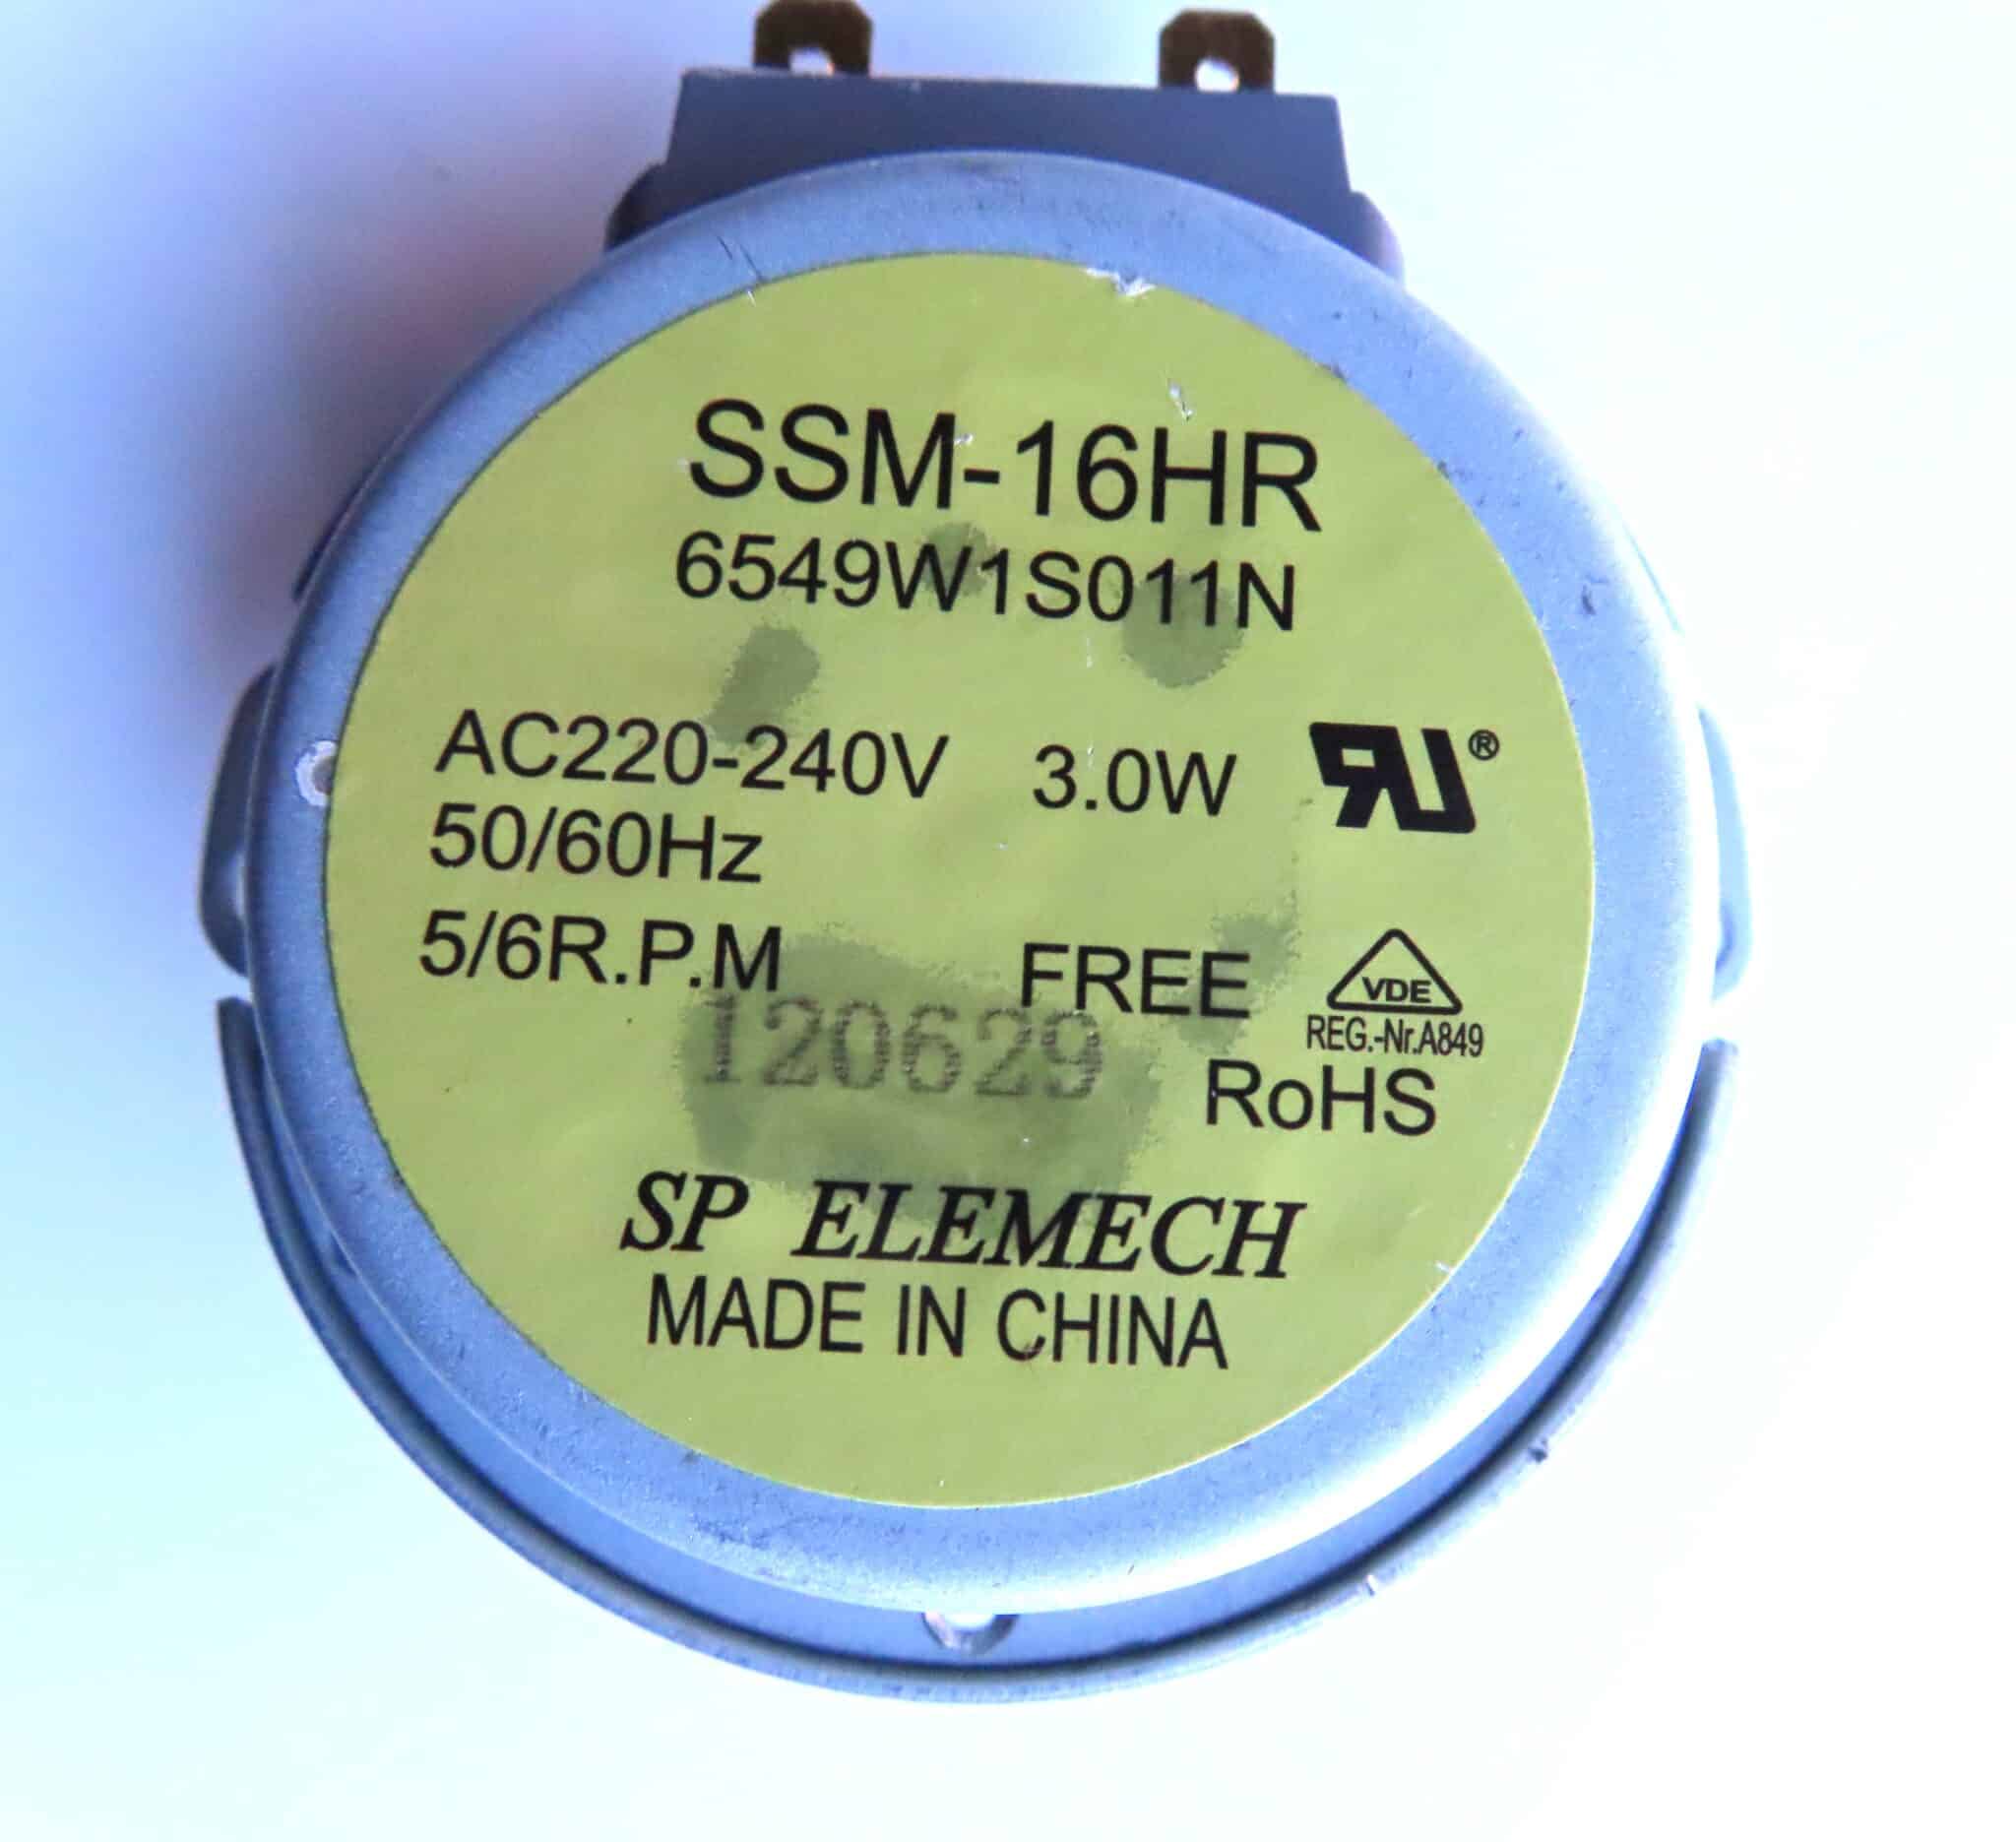 SSM-16HR
6549W1S011N
AC220-240V 3.0W RU®
50/60Hz
5/6R.P.M FREE VDE
REG.-Nr.A849
120629
RoHS
SP ELEMECH
MADE IN CHINA